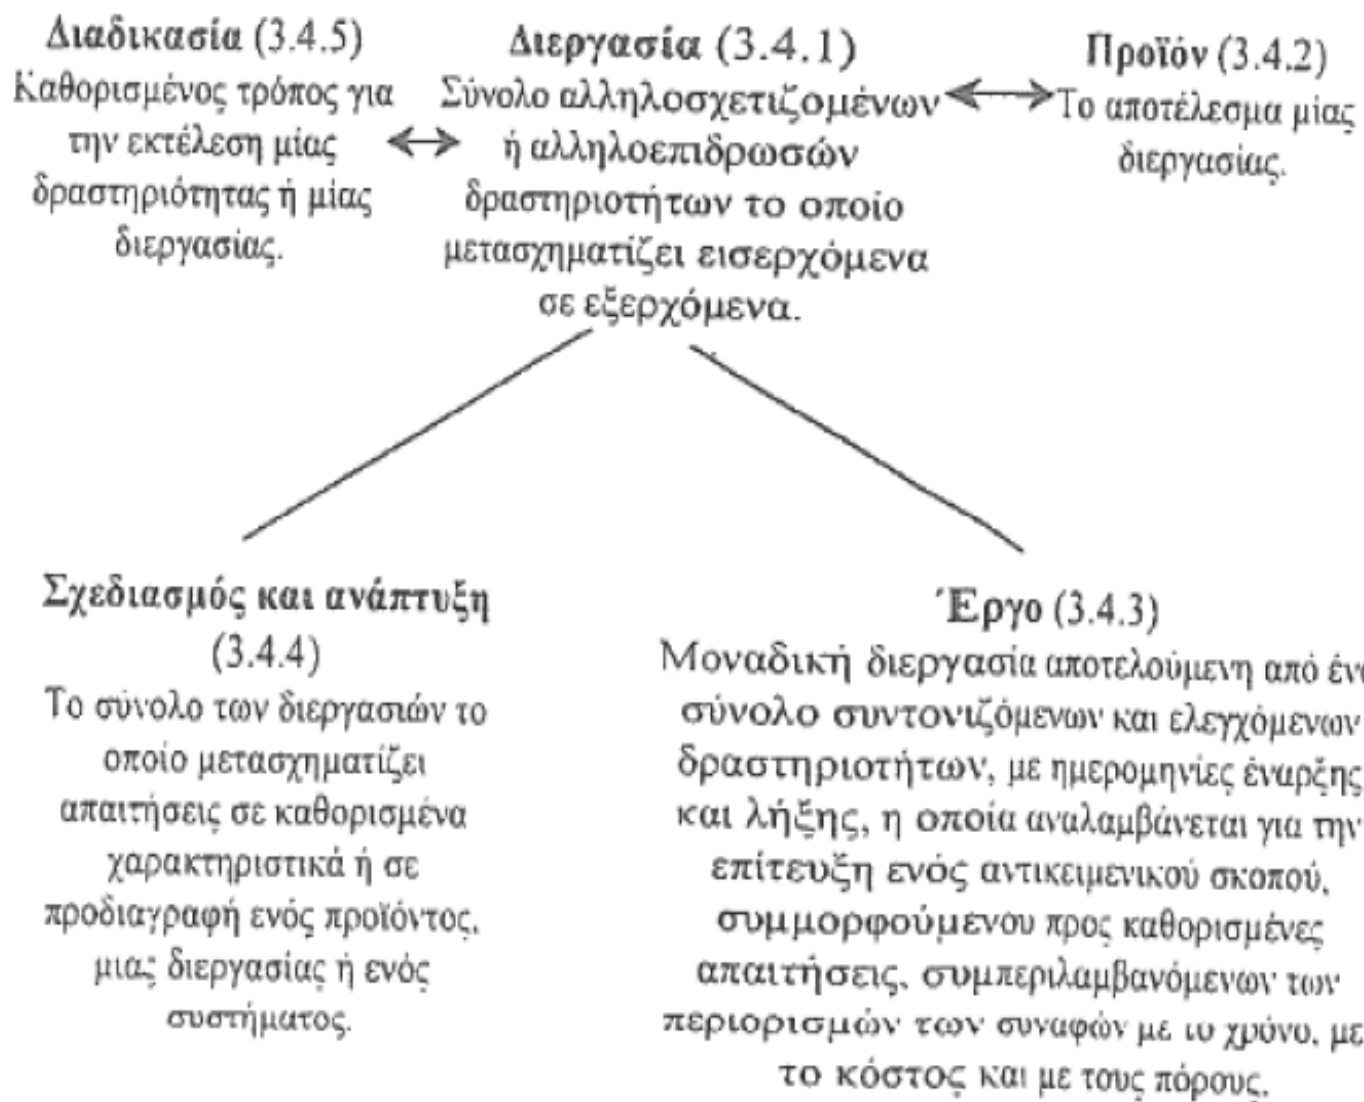 Διαδικασία (3.4.5)
Καθορισμένος τρόπος για
την εκτέλεση μίας
δραστηριότητας ή μίας
διεργασίας.
Διεργασία (3.4.1)
Σύνολο αλληλοσχετιζομένων
ή αλληλοεπιδρωσών
δραστηριοτήτων το οποίο
μετασχηματίζει εισερχόμενα
σε εξερχόμενα.
Προϊόν (3.4.2)
Το αποτέλεσμα μίας
διεργασίας.
Σχεδιασμός και ανάπτυξη
(3.4.4)
Το σύνολο των διεργασιών το
οποίο μετασχηματίζει
απαιτήσεις σε καθορισμένα
χαρακτηριστικά ή σε
προδιαγραφή ενός προϊόντος,
μιας διεργασίας ή ενός
συστήματος.
Έργο (3.4.3)
Μοναδική διεργασία αποτελούμενη από ένα
σύνολο συντονιζόμενων και ελεγχόμενων
δραστηριοτήτων, με ημερομηνίες έναρξης
και λήξης, η οποία αναλαμβάνεται για την
επίτευξη ενός αντικειμενικού σκοπού,
συμμορφούμενου προς καθορισμένες
απαιτήσεις, συμπεριλαμβανόμενων των
περιορισμών των συναφών με το χρόνο, με
το κόστος και με τους πόρους.